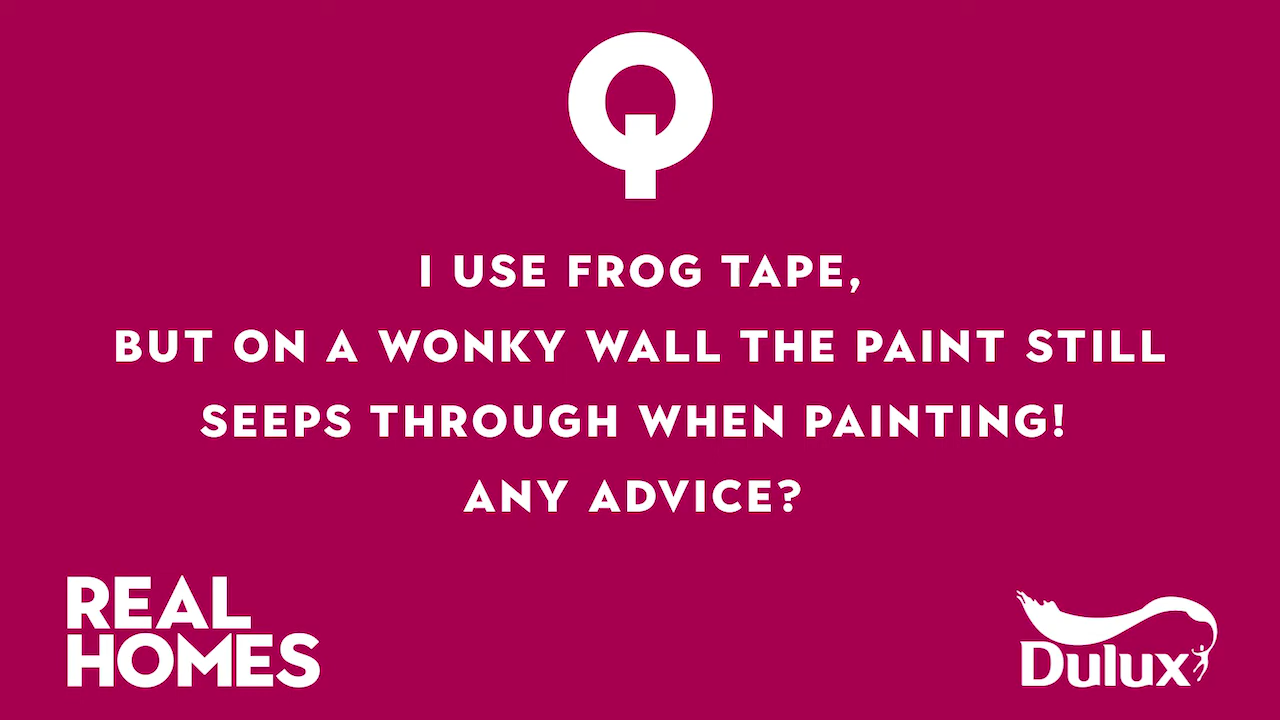 Q
I USE FROG TAPE,
BUT ON A WONKY WALL THE PAINT STILL
SEEPS THROUGH WHEN PAINTING!
ANY ADVICE?
REAL
HOMES
Dulux